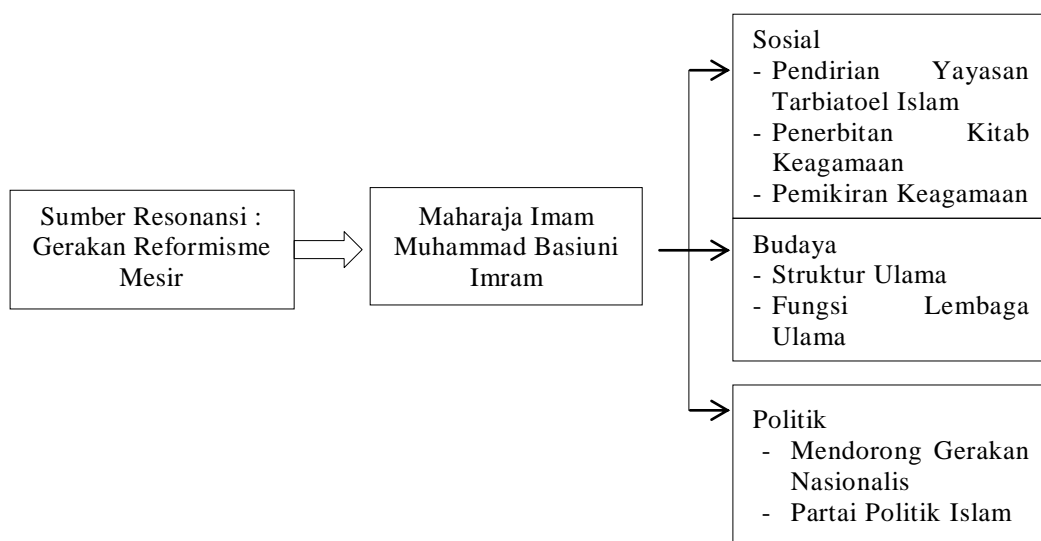 Sumber Resonansi :
Gerakan Reformisme
Mesir
Maharaja Imam
Muhammad Basiuni
Imram
Sosial
- Pendirian Yayasan
Tarbiatoel Islam
- Penerbitan Kitab
Keagamaan
- Pemikiran Keagamaan
Budaya
- Struktur Ulama
- Fungsi Lembaga
Ulama
Politik
- Mendorong Gerakan
Nasionalis
- Partai Politik Islam